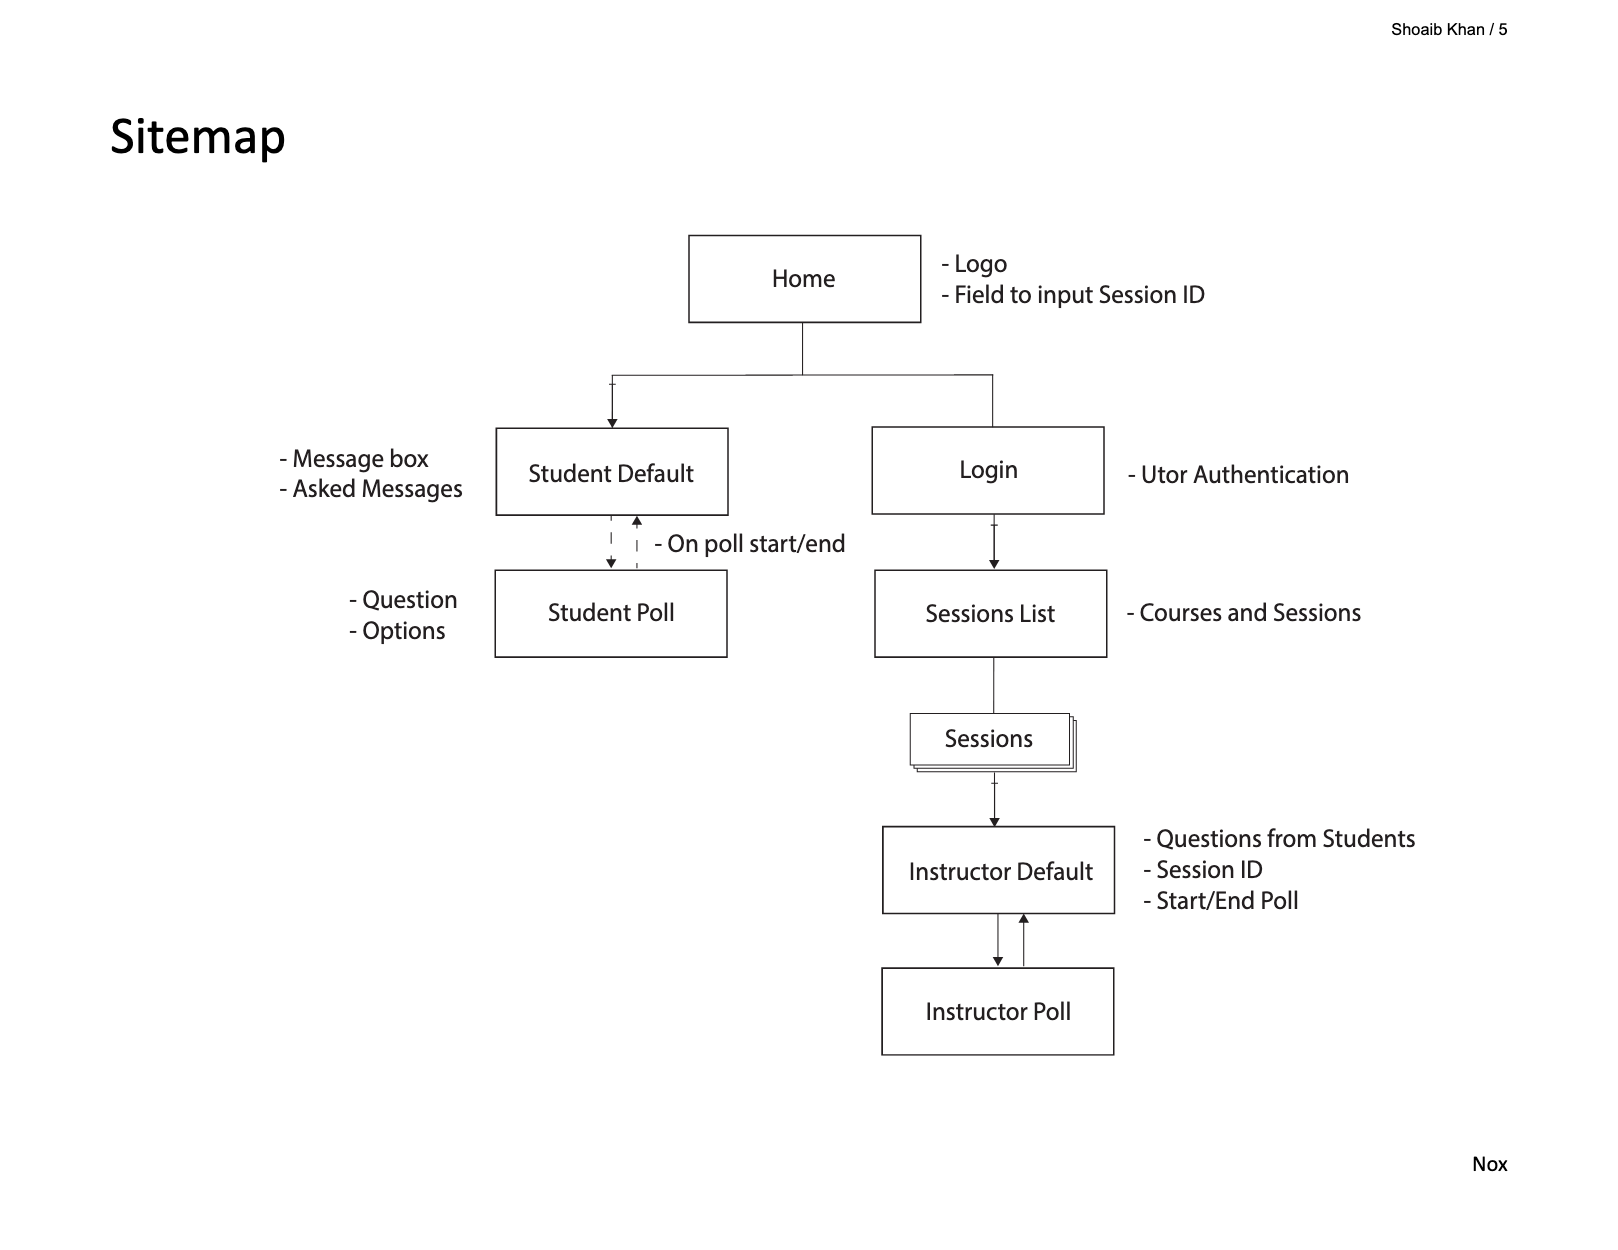 Shoaib Khan / 5
Sitemap
Home
- Logo
- Field to input Session ID
- Message box
- Asked Messages
Student Default
Login
- Utor Authentication
- On poll start/end
- Question
- Options
Student Poll
Sessions List
- Courses and Sessions
Sessions
Instructor Default
- Questions from Students
- Session ID
- Start/End Poll
Instructor Poll
Nox